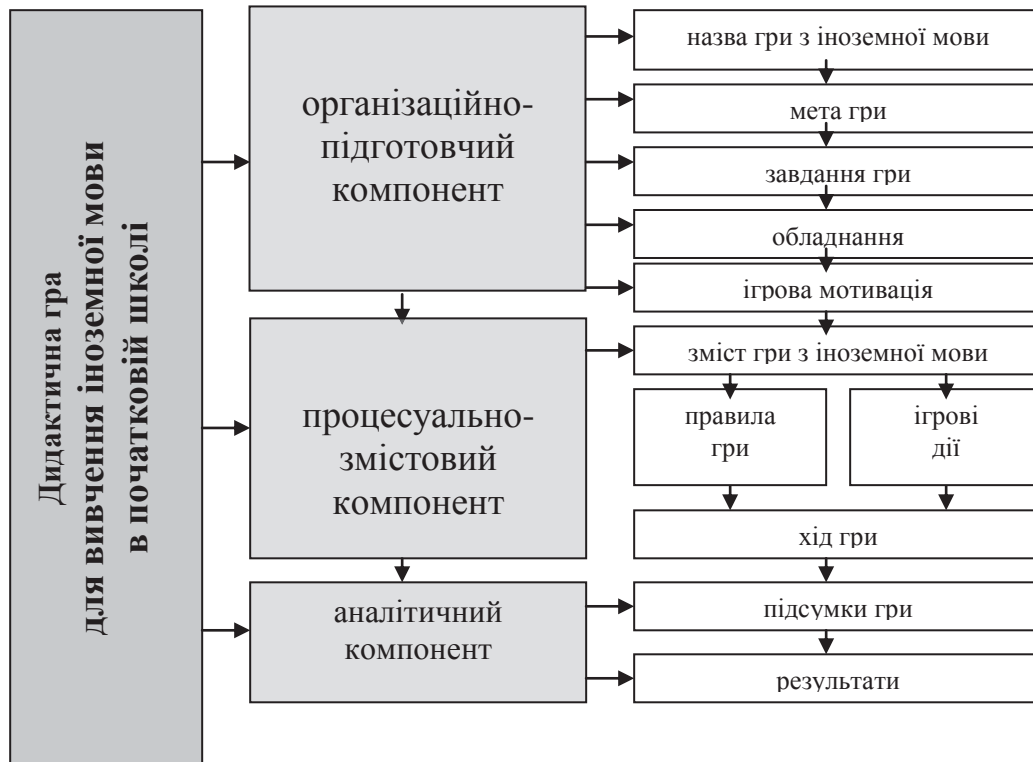 Дидактична гра
для вивчення іноземної мови
в початковій школі
організаційно-
підготовчий
компонент
назва гри з іноземної мови
мета гри
завдання гри
обладнання
ігрова мотивація
процесуально-
змістовий
компонент
зміст гри з іноземної мови
правила
гри
ігрові
дії
хід гри
аналітичний
компонент
підсумки гри
результати